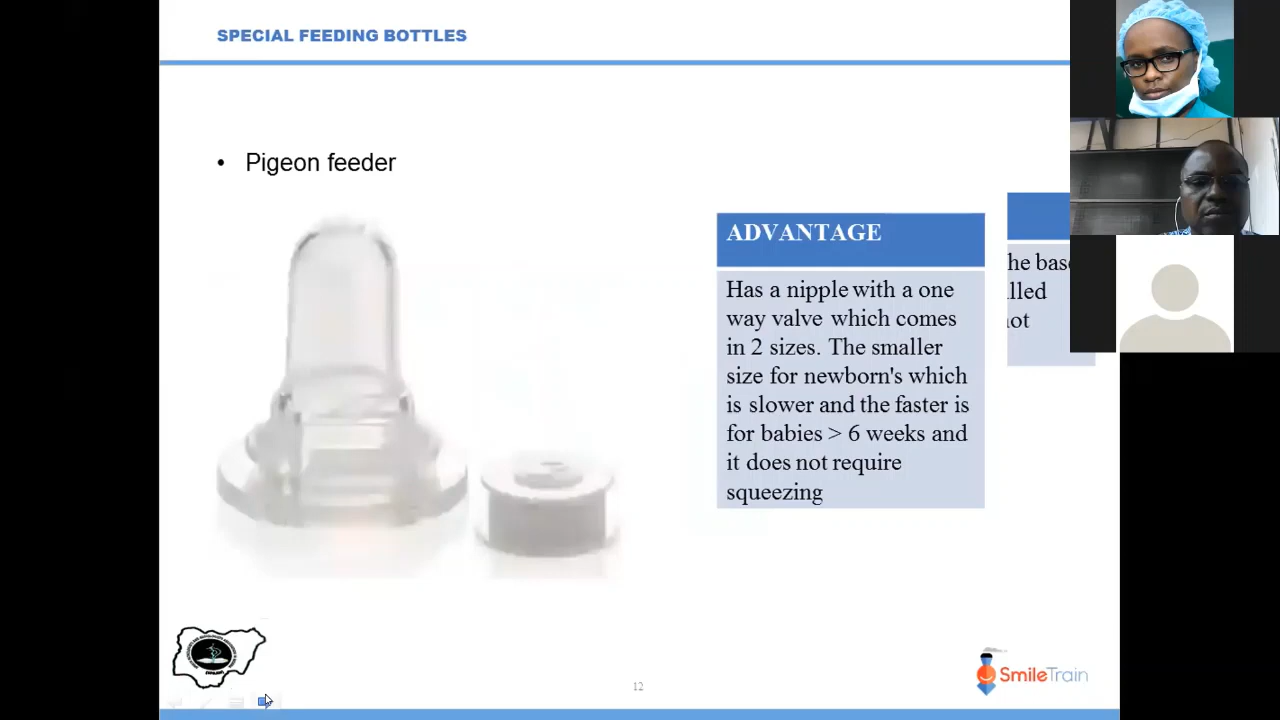 SPECIAL FEEDING BOTTLES
• Pigeon feeder
ADVANTAGE
Has a nipple with a one
way valve which comes
in 2 sizes. The smaller
size for newborn's which
is slower and the faster is
for babies > 6 weeks and
it does not require
squeezing
he bas
lled
ot
12
SmileTrain